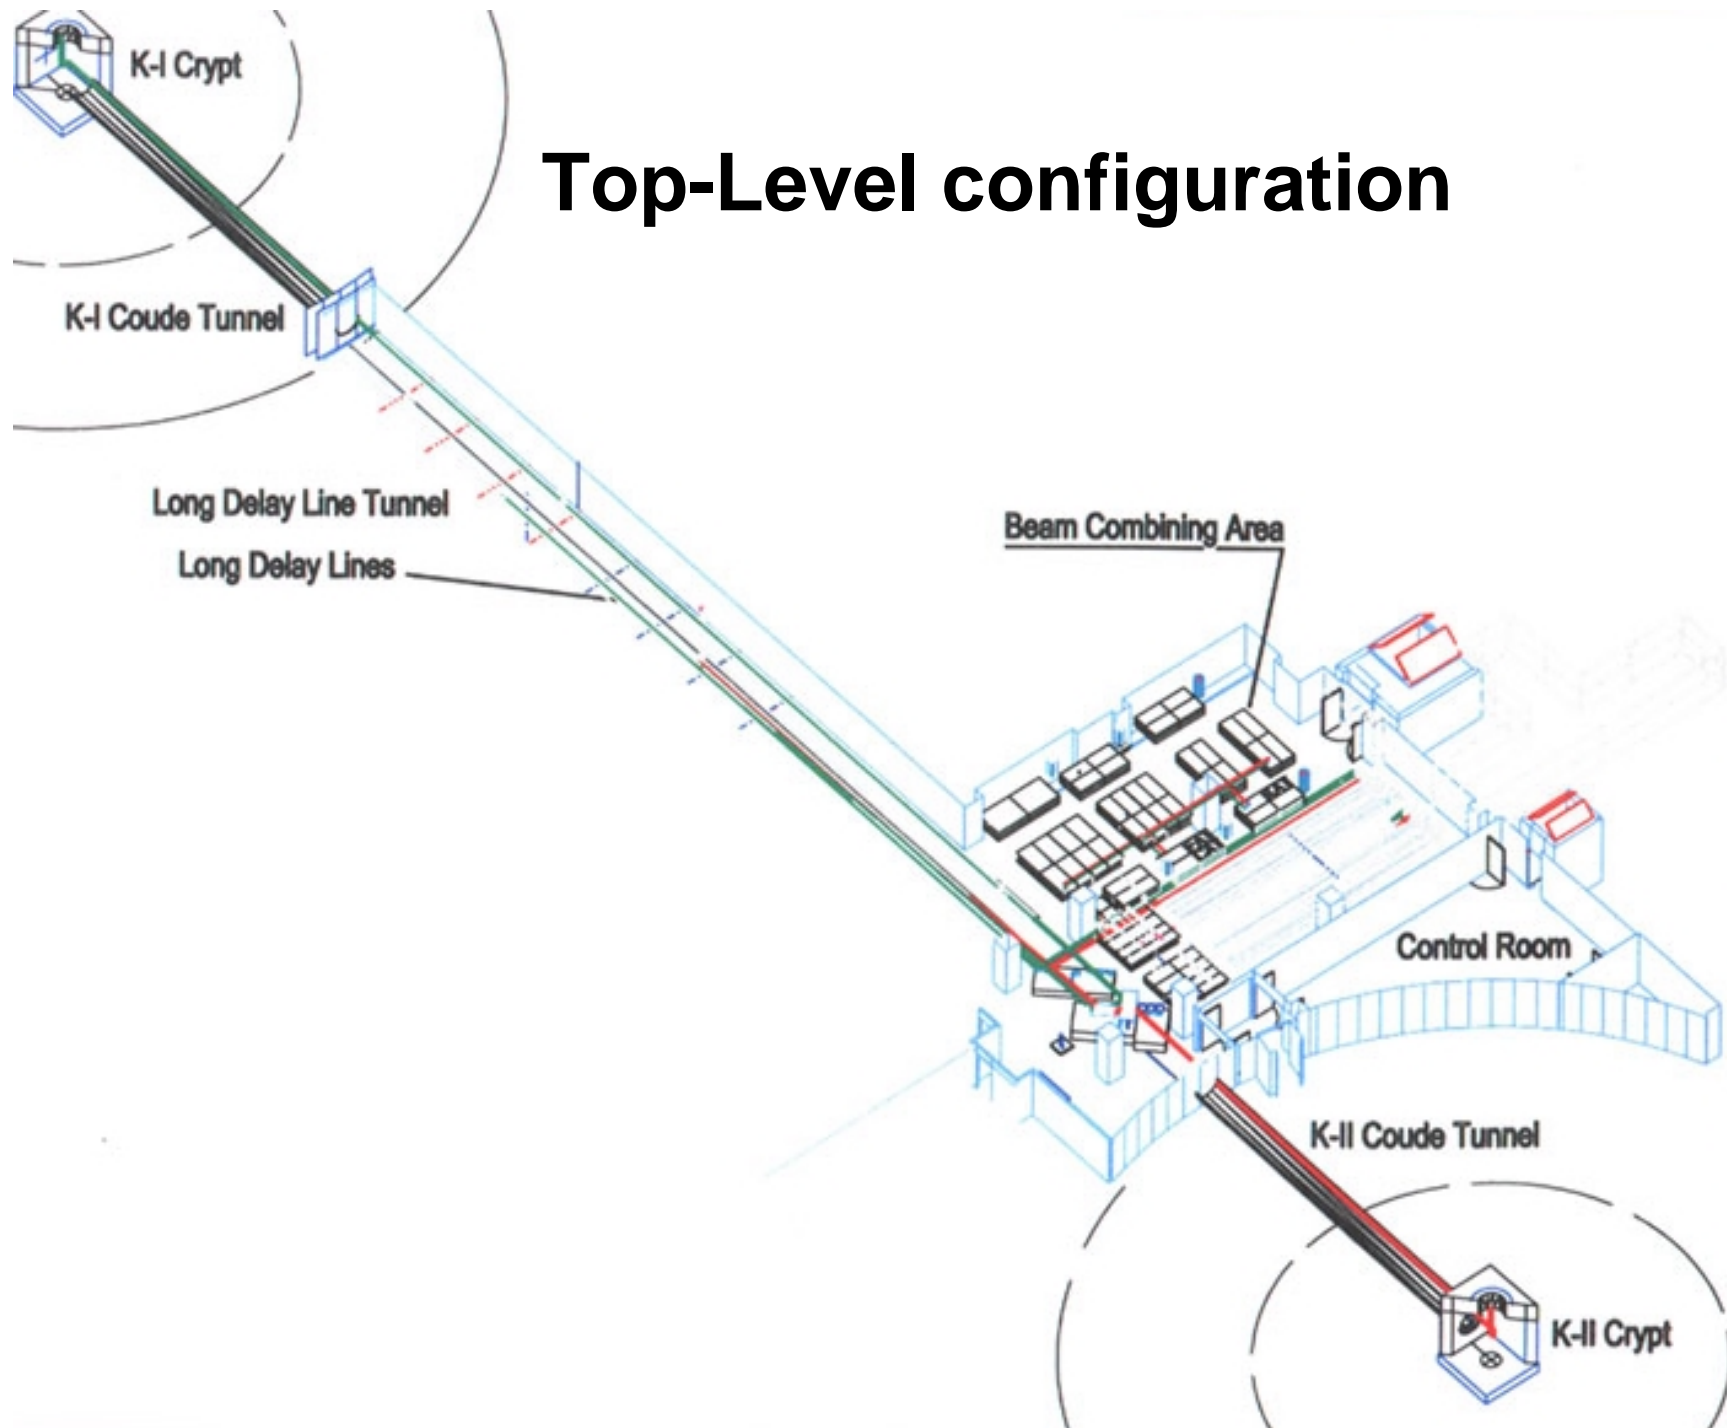 K-I Crypt
Top-Level configuration
K-I Coude Tunnel
Long Delay Line Tunnel
Long Delay Lines
Beam Combining Area
Control Room
K-II Coude Tunnel
K-II Crypt